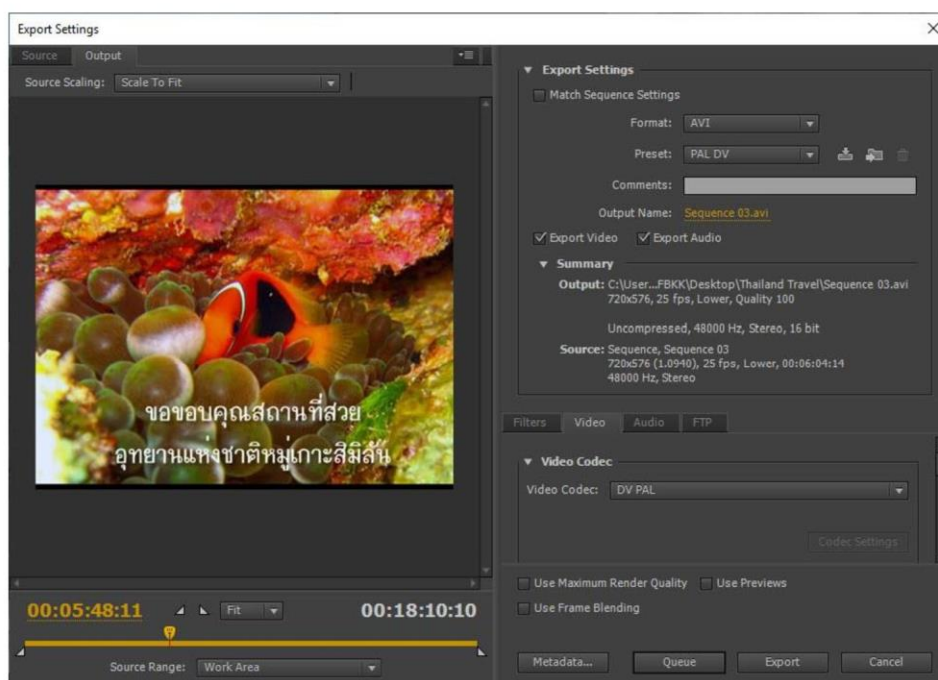 Export Settings
Source
Output
Source Scaling: Scale To Fit
ขอขอบคุณสถานที่สวย
อุทยานแห่งชาติหมู่เกาะสิมิลัน
00:05:48:11
Fit
00:18:10:10
Source Range: Work Area
Export Settings
Match Sequence Settings
Format: AVI
Preset: PAL DV
Comments:
Output Name: Sequence 03.avi
Export Video Export Audio
Summary
Output: C:\User...FBKK\Desktop\Thailand Travel\Sequence 03.avi
720x576, 25 fps, Lower, Quality 100
Uncompressed, 48000 Hz, Stereo, 16 bit
Source: Sequence, Sequence 03
720x576 (1.0940), 25 fps, Lower, 00:06:04:14
48000 Hz, Stereo
Filters Video Audio FTP
Video Codec
Video Codec: DV PAL
Codec Settings
Use Maximum Render Quality Use Previews
Use Frame Blending
Metadata... Queue Export Cancel